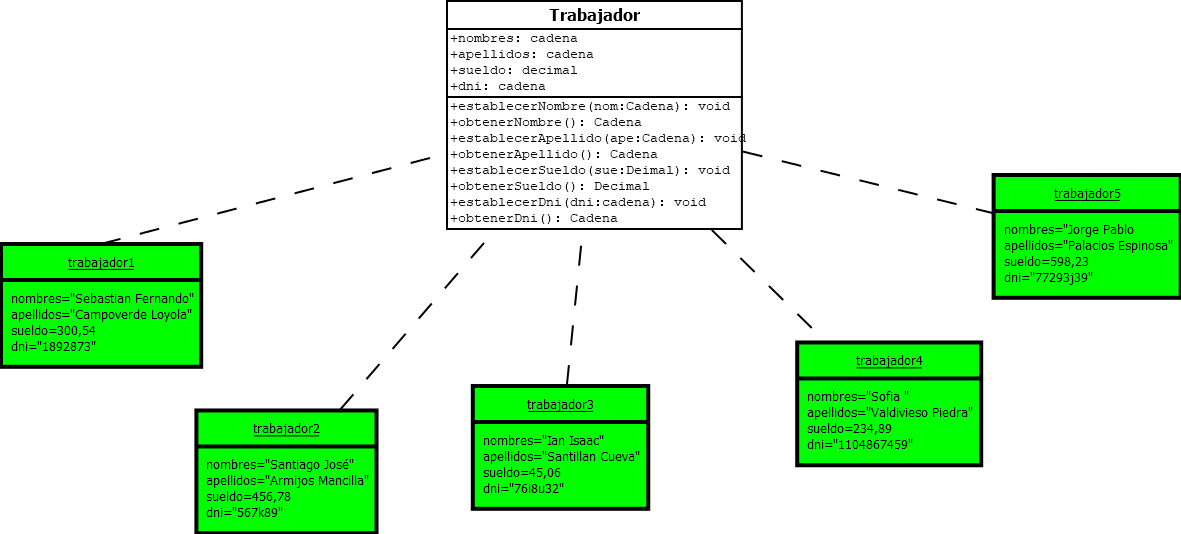 Trabajador
+nombres: cadena
+apellidos: cadena
+sueldo: decimal
+dni: cadena
+establecerNombre(nom:Cadena): void
+obtenerNombre(): Cadena
+establecerApellido(ape:Cadena): void
+obtenerApellido(): Cadena
+establecerSueldo(sue:Deimal): void
+obtenerSueldo(): Decimal
+establecerDni(dni:cadena): void
+obtenerDni(): Cadena
trabajador1
nombres="Sebastian Fernando"
apellidos="Campoverde Loyola"
sueldo=300,54
dni="1892873"
trabajador2
nombres="Santiago José"
apellidos="Armijos Mancilla"
sueldo=456,78
dni="567k89"
trabajador3
nombres="Ian Isaac"
apellidos="Santillan Cueva"
sueldo=45,06
dni="76i8u32"
trabajador4
nombres="Sofia "
apellidos="Valdivieso Piedra"
sueldo=234,89
dni="1104867459"
trabajador5
nombres="Jorge Pablo
apellidos="Palacios Espinosa"
sueldo=598,23
dni="77293j39"